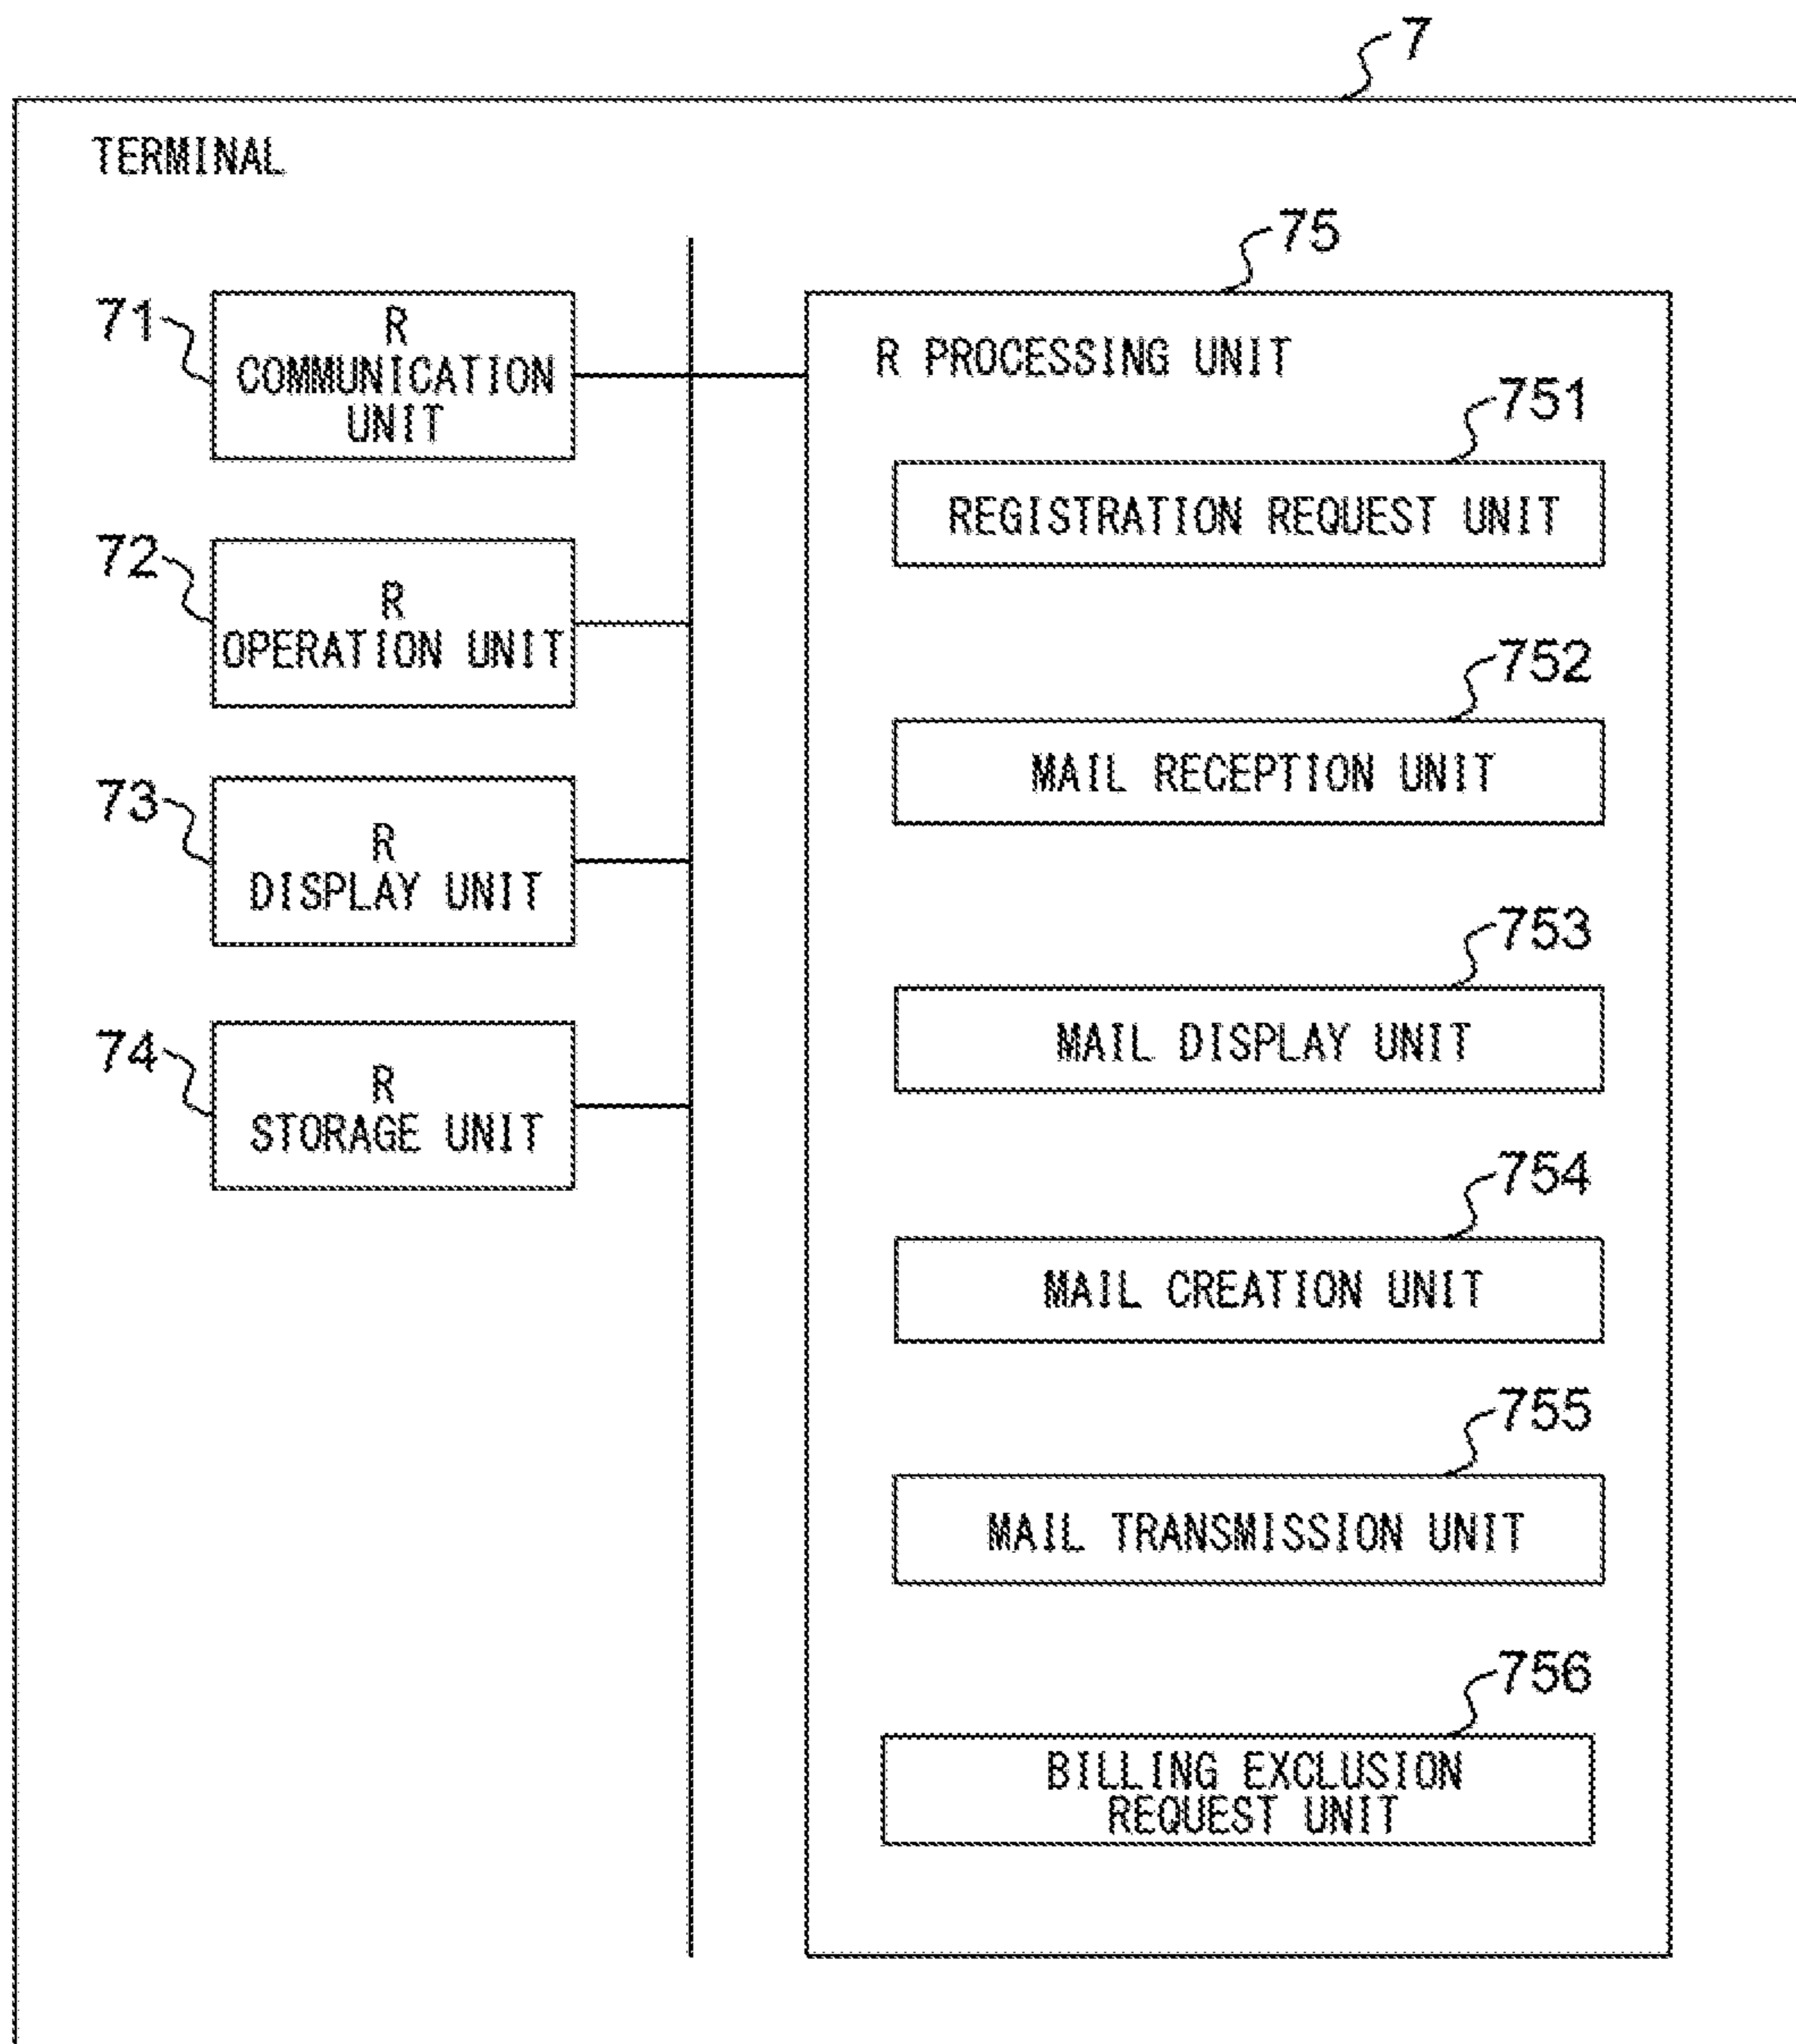 7
TERMINAL
75
71
R
COMMUNICATION
UNIT
R PROCESSING UNIT
751
REGISTRATION REQUEST UNIT
72
R
OPERATION UNIT
752
MAIL RECEPTION UNIT
73
R
DISPLAY UNIT
753
MAIL DISPLAY UNIT
74
R
STORAGE UNIT
754
MAIL CREATION UNIT
755
MAIL TRANSMISSION UNIT
756
BILLING EXCLUSION
REQUEST UNIT